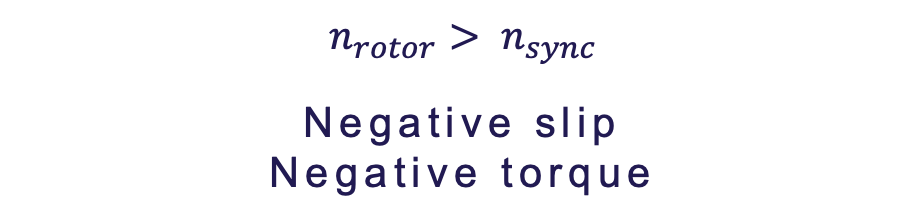 n_rotor > n_sync
Negative slip
Negative torque